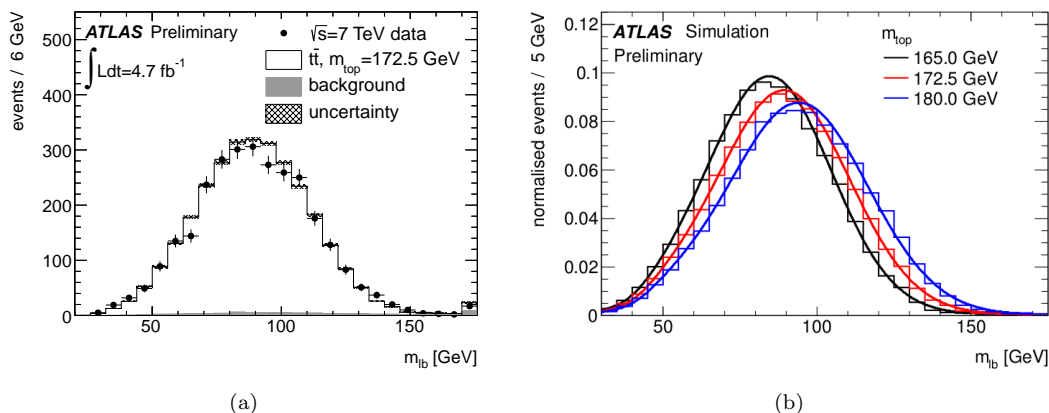 ATLAS Preliminary
∫Ldt=4.7 fb⁻¹
√s=7 TeV data
tt̄, m_top=172.5 GeV
background
uncertainty
events / 6 GeV
500
400
300
200
100
0
50
100
150
m_lb [GeV]
(a)
ATLAS Simulation
Preliminary
m_top
165.0 GeV
172.5 GeV
180.0 GeV
normalised events / 5 GeV
0.12
0.1
0.08
0.06
0.04
0.02
0
50
100
150
m_lb [GeV]
(b)